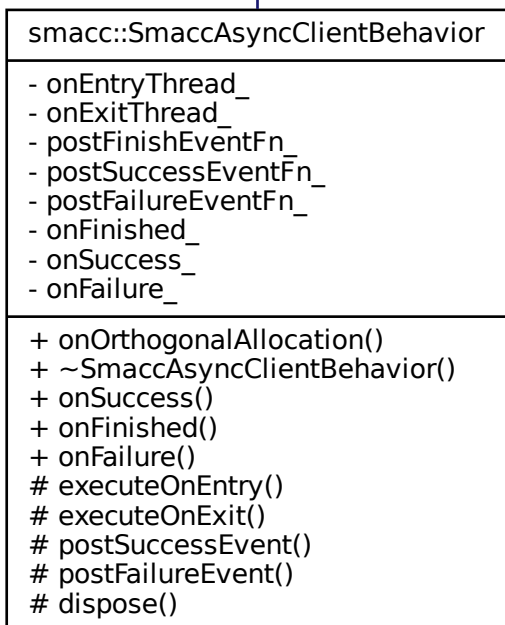 smacc::SmaccAsyncClientBehavior
- onEntryThread_
- onExitThread_
- postFinishEventFn_
- postSuccessEventFn_
- postFailureEventFn_
- onFinished_
- onSuccess_
- onFailure_
+ onOrthogonalAllocation()
+ ~SmaccAsyncClientBehavior()
+ onSuccess()
+ onFinished()
+ onFailure()
# executeOnEntry()
# executeOnExit()
# postSuccessEvent()
# postFailureEvent()
# dispose()